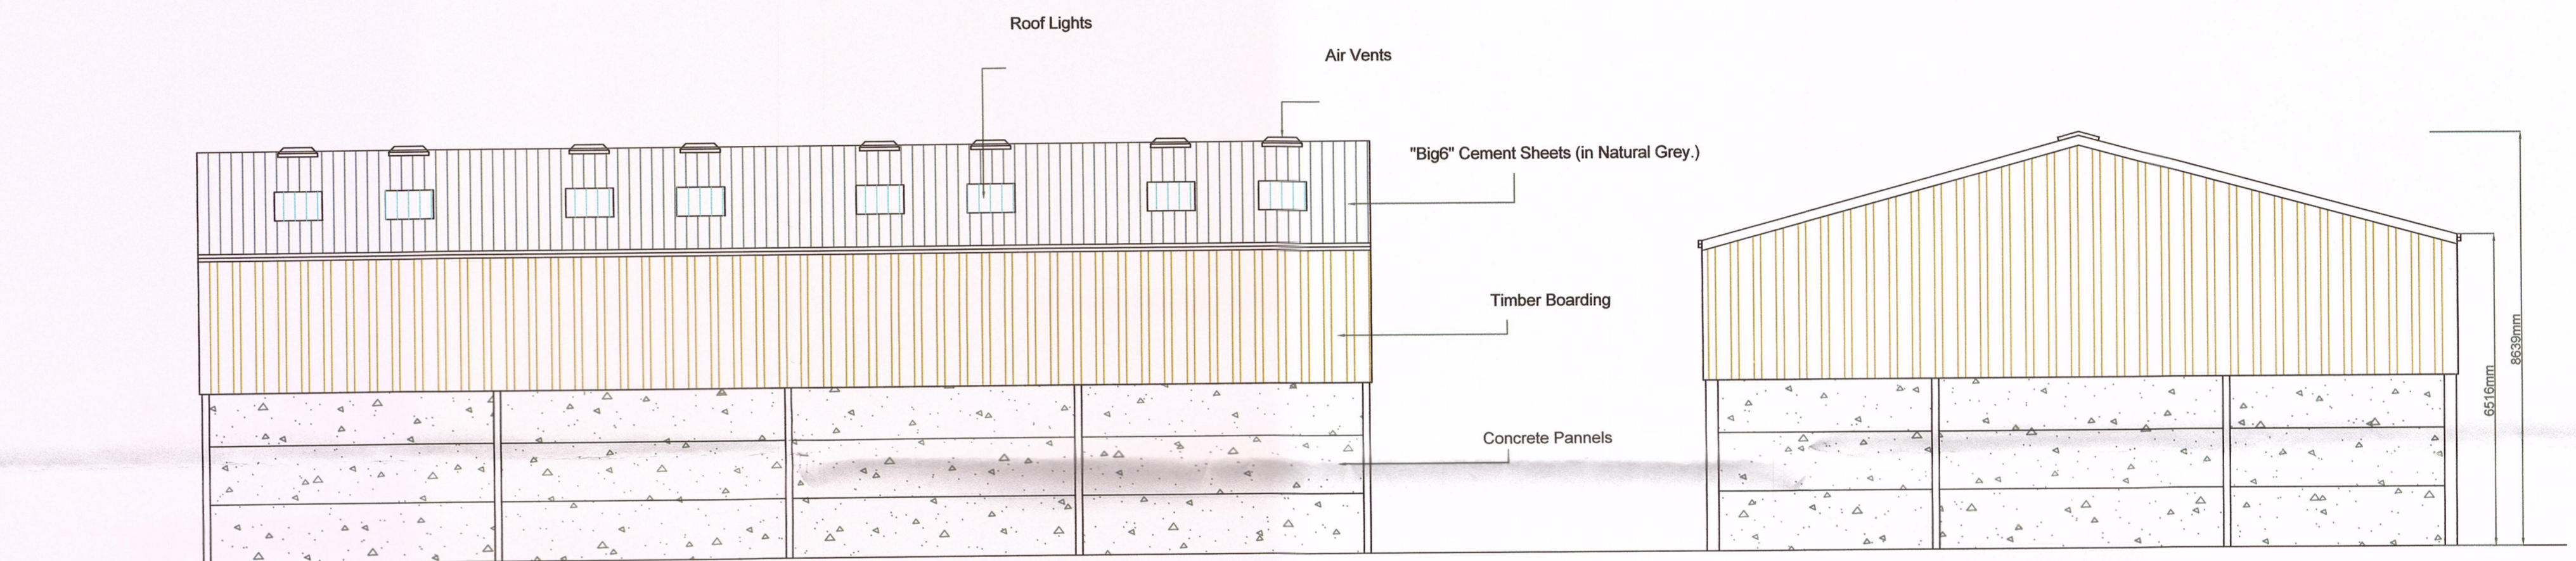 Roof Lights
Air Vents
"Big6" Cement Sheets (in Natural Grey.)
Timber Boarding
Concrete Pannels
6516mm
8639mm